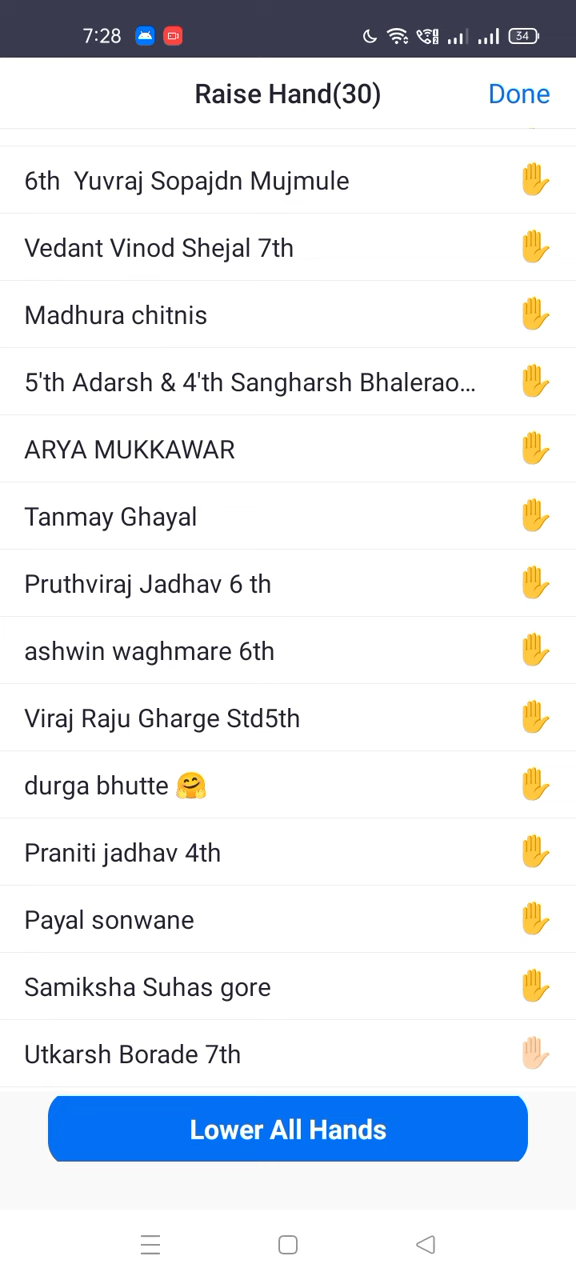 7:28
34
Raise Hand(30)
Done
6th  Yuvraj Sopajdn Mujmule
Vedant Vinod Shejal 7th
Madhura chitnis
5'th Adarsh & 4'th Sangharsh Bhalerao...
ARYA MUKKAWAR
Tanmay Ghayal
Pruthviraj Jadhav 6 th
ashwin waghmare 6th
Viraj Raju Gharge Std5th
durga bhutte 🤗
Praniti jadhav 4th
Payal sonwane
Samiksha Suhas gore
Utkarsh Borade 7th
Lower All Hands